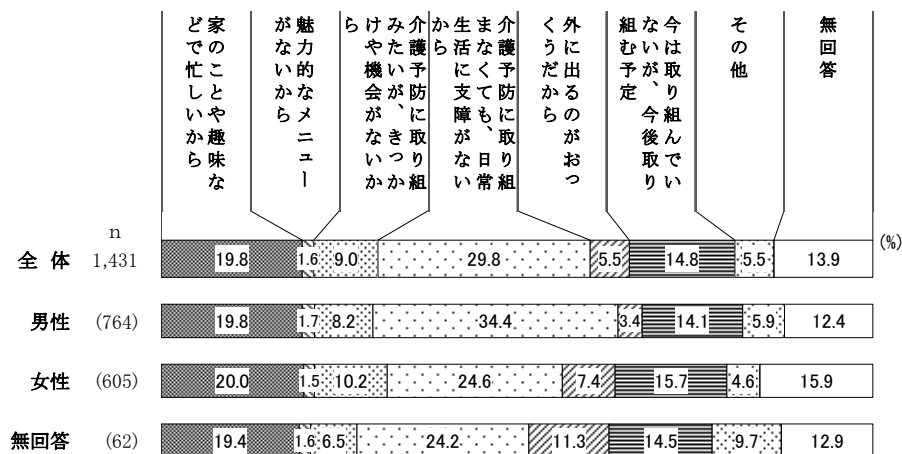 家のことや趣味な
どで忙しいから
魅力的なメニュー
がないから
介護予防に取り組
みたいが、きっか
けや機会がないか
ら
介護予防に取り組
まなくても、日常
生活に支障がない
から
外に出るのがおっ
くうだから
今は取り組んでい
ないが、今後取り
組む予定
その他
無回答
n
(%)
全 体 1,431 19.8 1.6 9.0 29.8 5.5 14.8 5.5 13.9
男性 (764) 19.8 1.7 8.2 34.4 3.4 14.1 5.9 12.4
女性 (605) 20.0 1.5 10.2 24.6 7.4 15.7 4.6 15.9
無回答 (62) 19.4 1.6 6.5 24.2 11.3 14.5 9.7 12.9